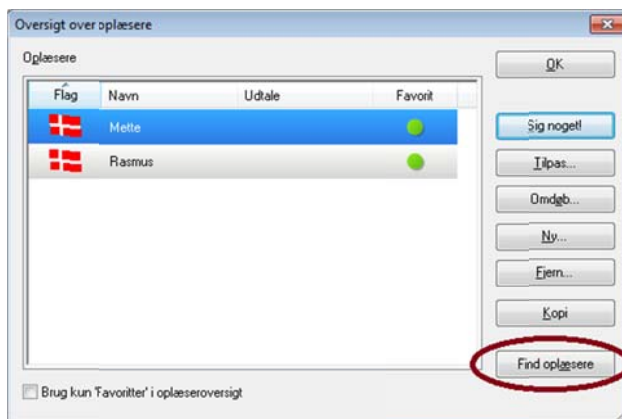 Oversigt over oplæsere
Oplæsere
OK
Flag Navn Udtale Favorit
Mette
Sig noget!
Rasmus
Tilpas...
Omdøb...
Ny...
Fjern...
Kopi
Find oplæsere
Brug kun 'Favoritter' i oplæseroversigt